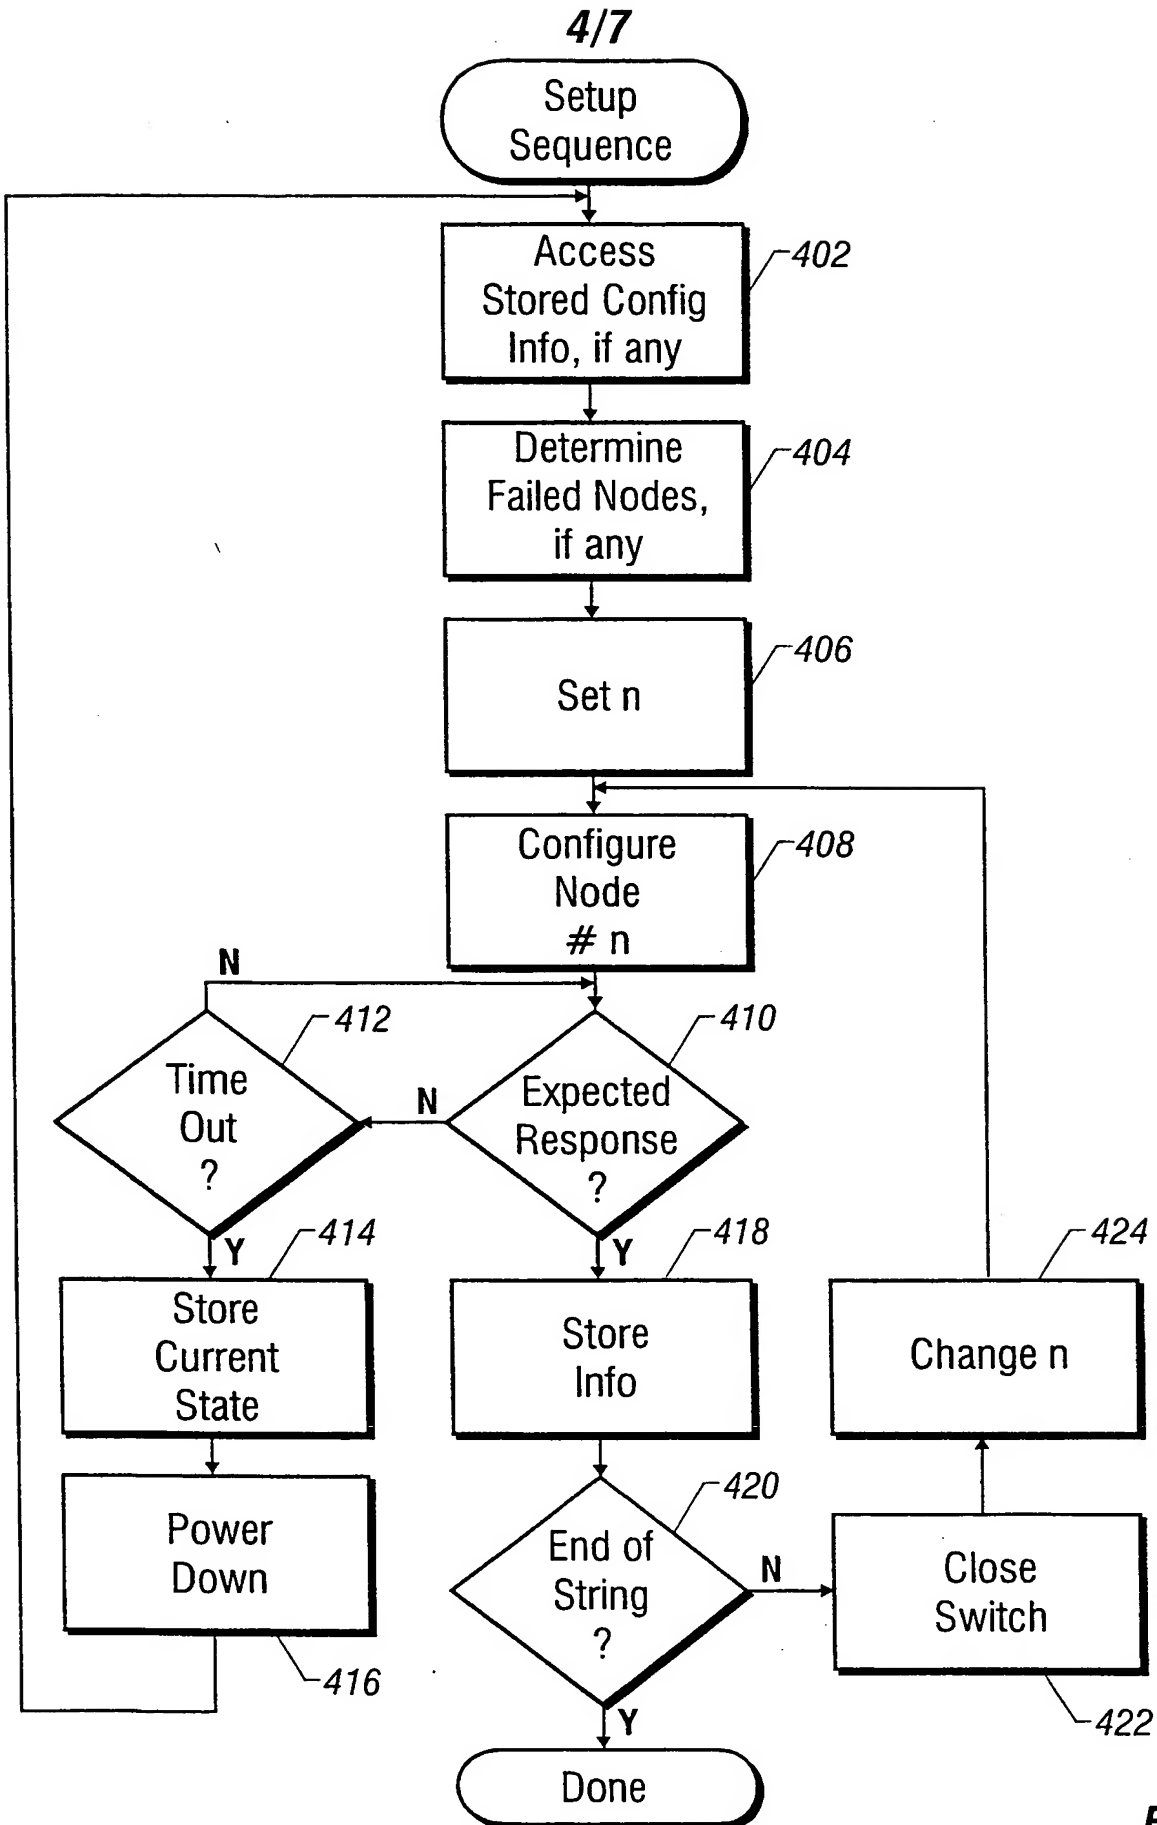 4/7
Setup
Sequence
Access
Stored Config
Info, if any
402
Determine
Failed Nodes,
if any
404
Set n
406
Configure
Node
# n
408
N
412
Time
Out
?
N
410
Expected
Response
?
Y
414
Y
418
424
Store
Current
State
Store
Info
Change n
Power
Down
416
420
End of
String
?
N
Close
Switch
422
Y
Done